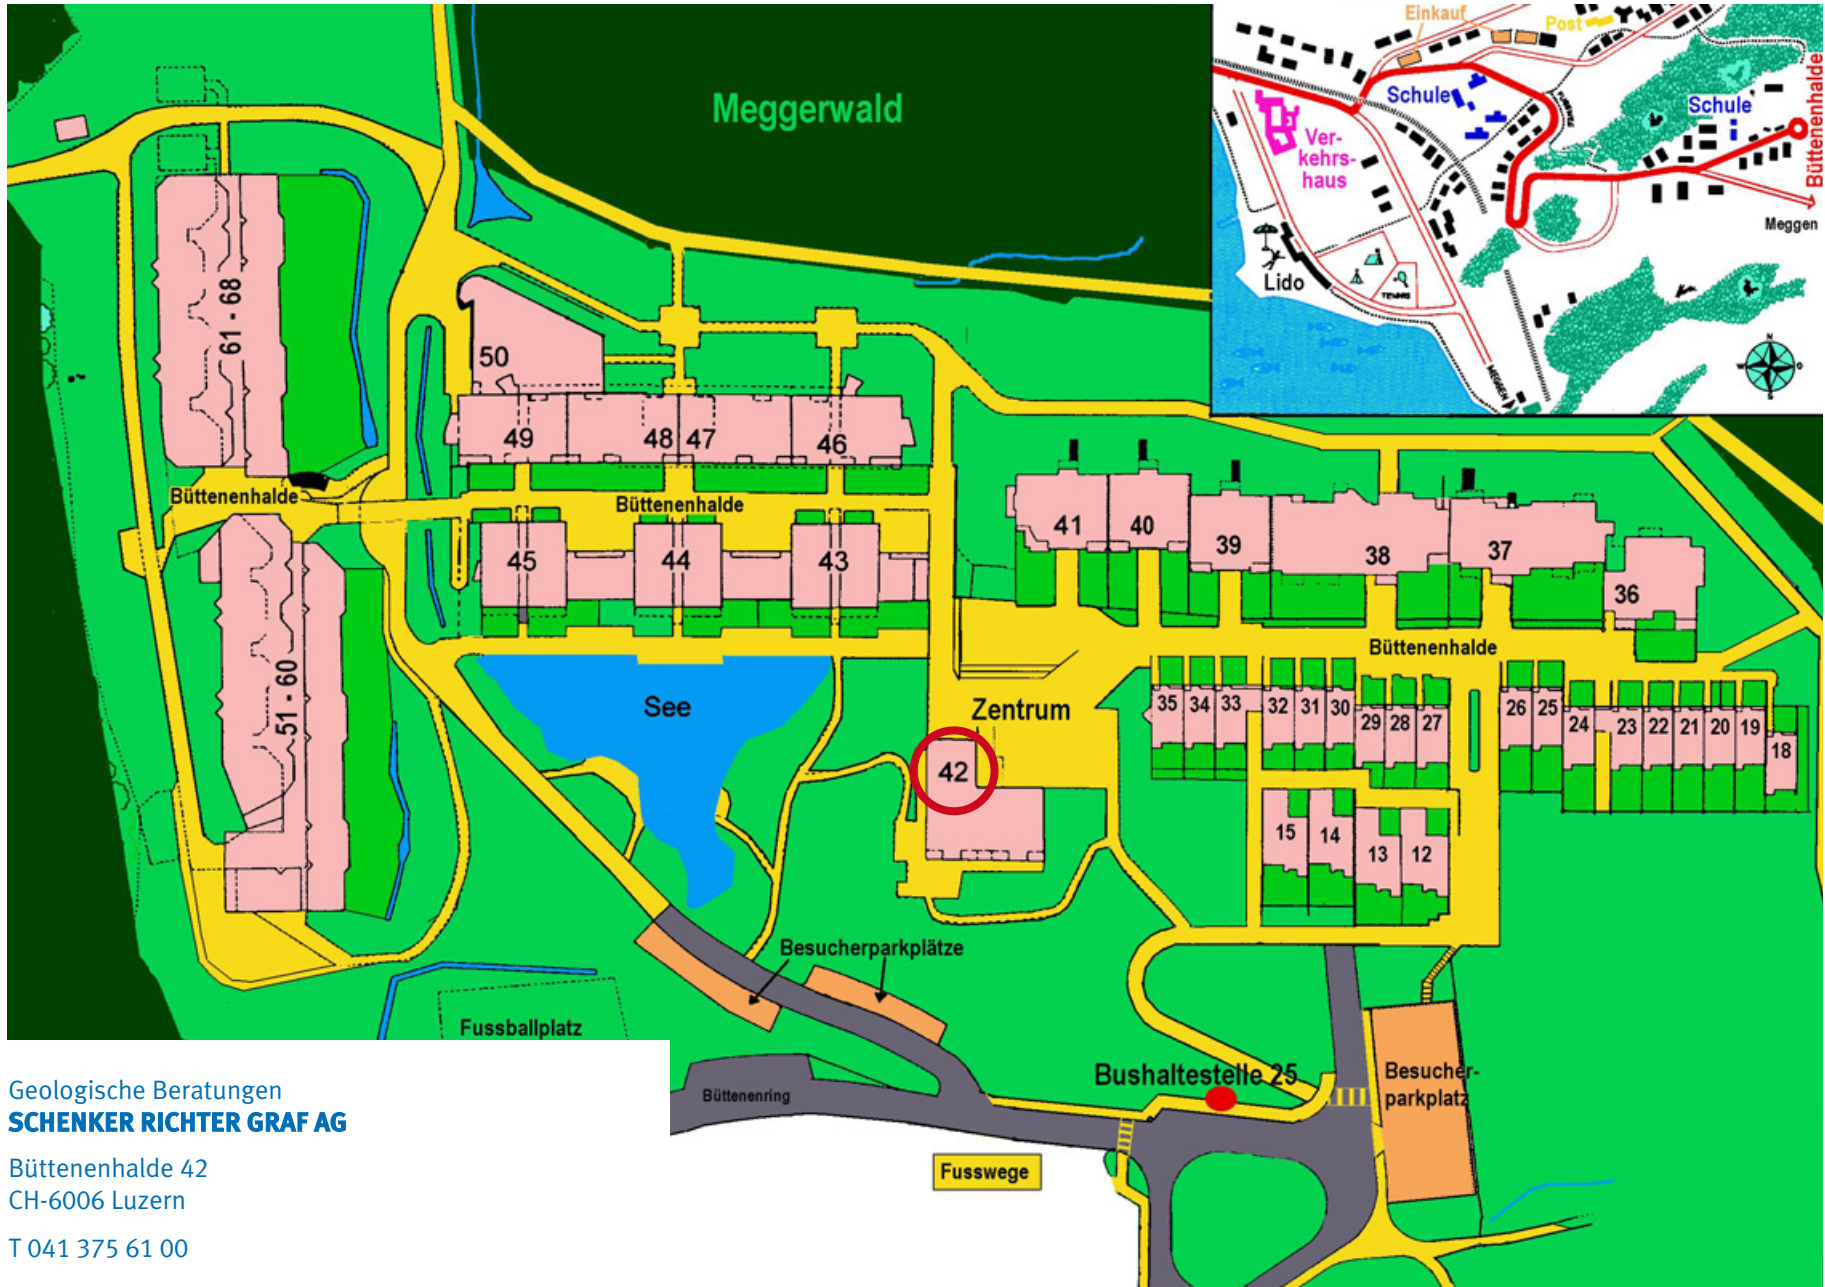 Meggerwald
Einkauf
Post
Schule
Schule
Büttenenhalde
Ver-
kehrs-
haus
Meggen
Lido
TENNIS
MEGGEN
N
W
O
S
61 - 68
50
49
48
47
46
Büttenenhalde
Büttenenhalde
45
44
43
41
40
39
38
37
36
Büttenenhalde
51 - 60
See
Zentrum
42
35
34
33
32
31
30
29
28
27
26
25
24
23
22
21
20
19
18
15
14
13
12
Besucherparkplätze
Fussballplatz
Bushaltestelle 25
Besucher-
parkplatz
Büttenenring
Fusswege
Geologische Beratungen
SCHENKER RICHTER GRAF AG
Büttenenhalde 42
CH-6006 Luzern
T 041 375 61 00